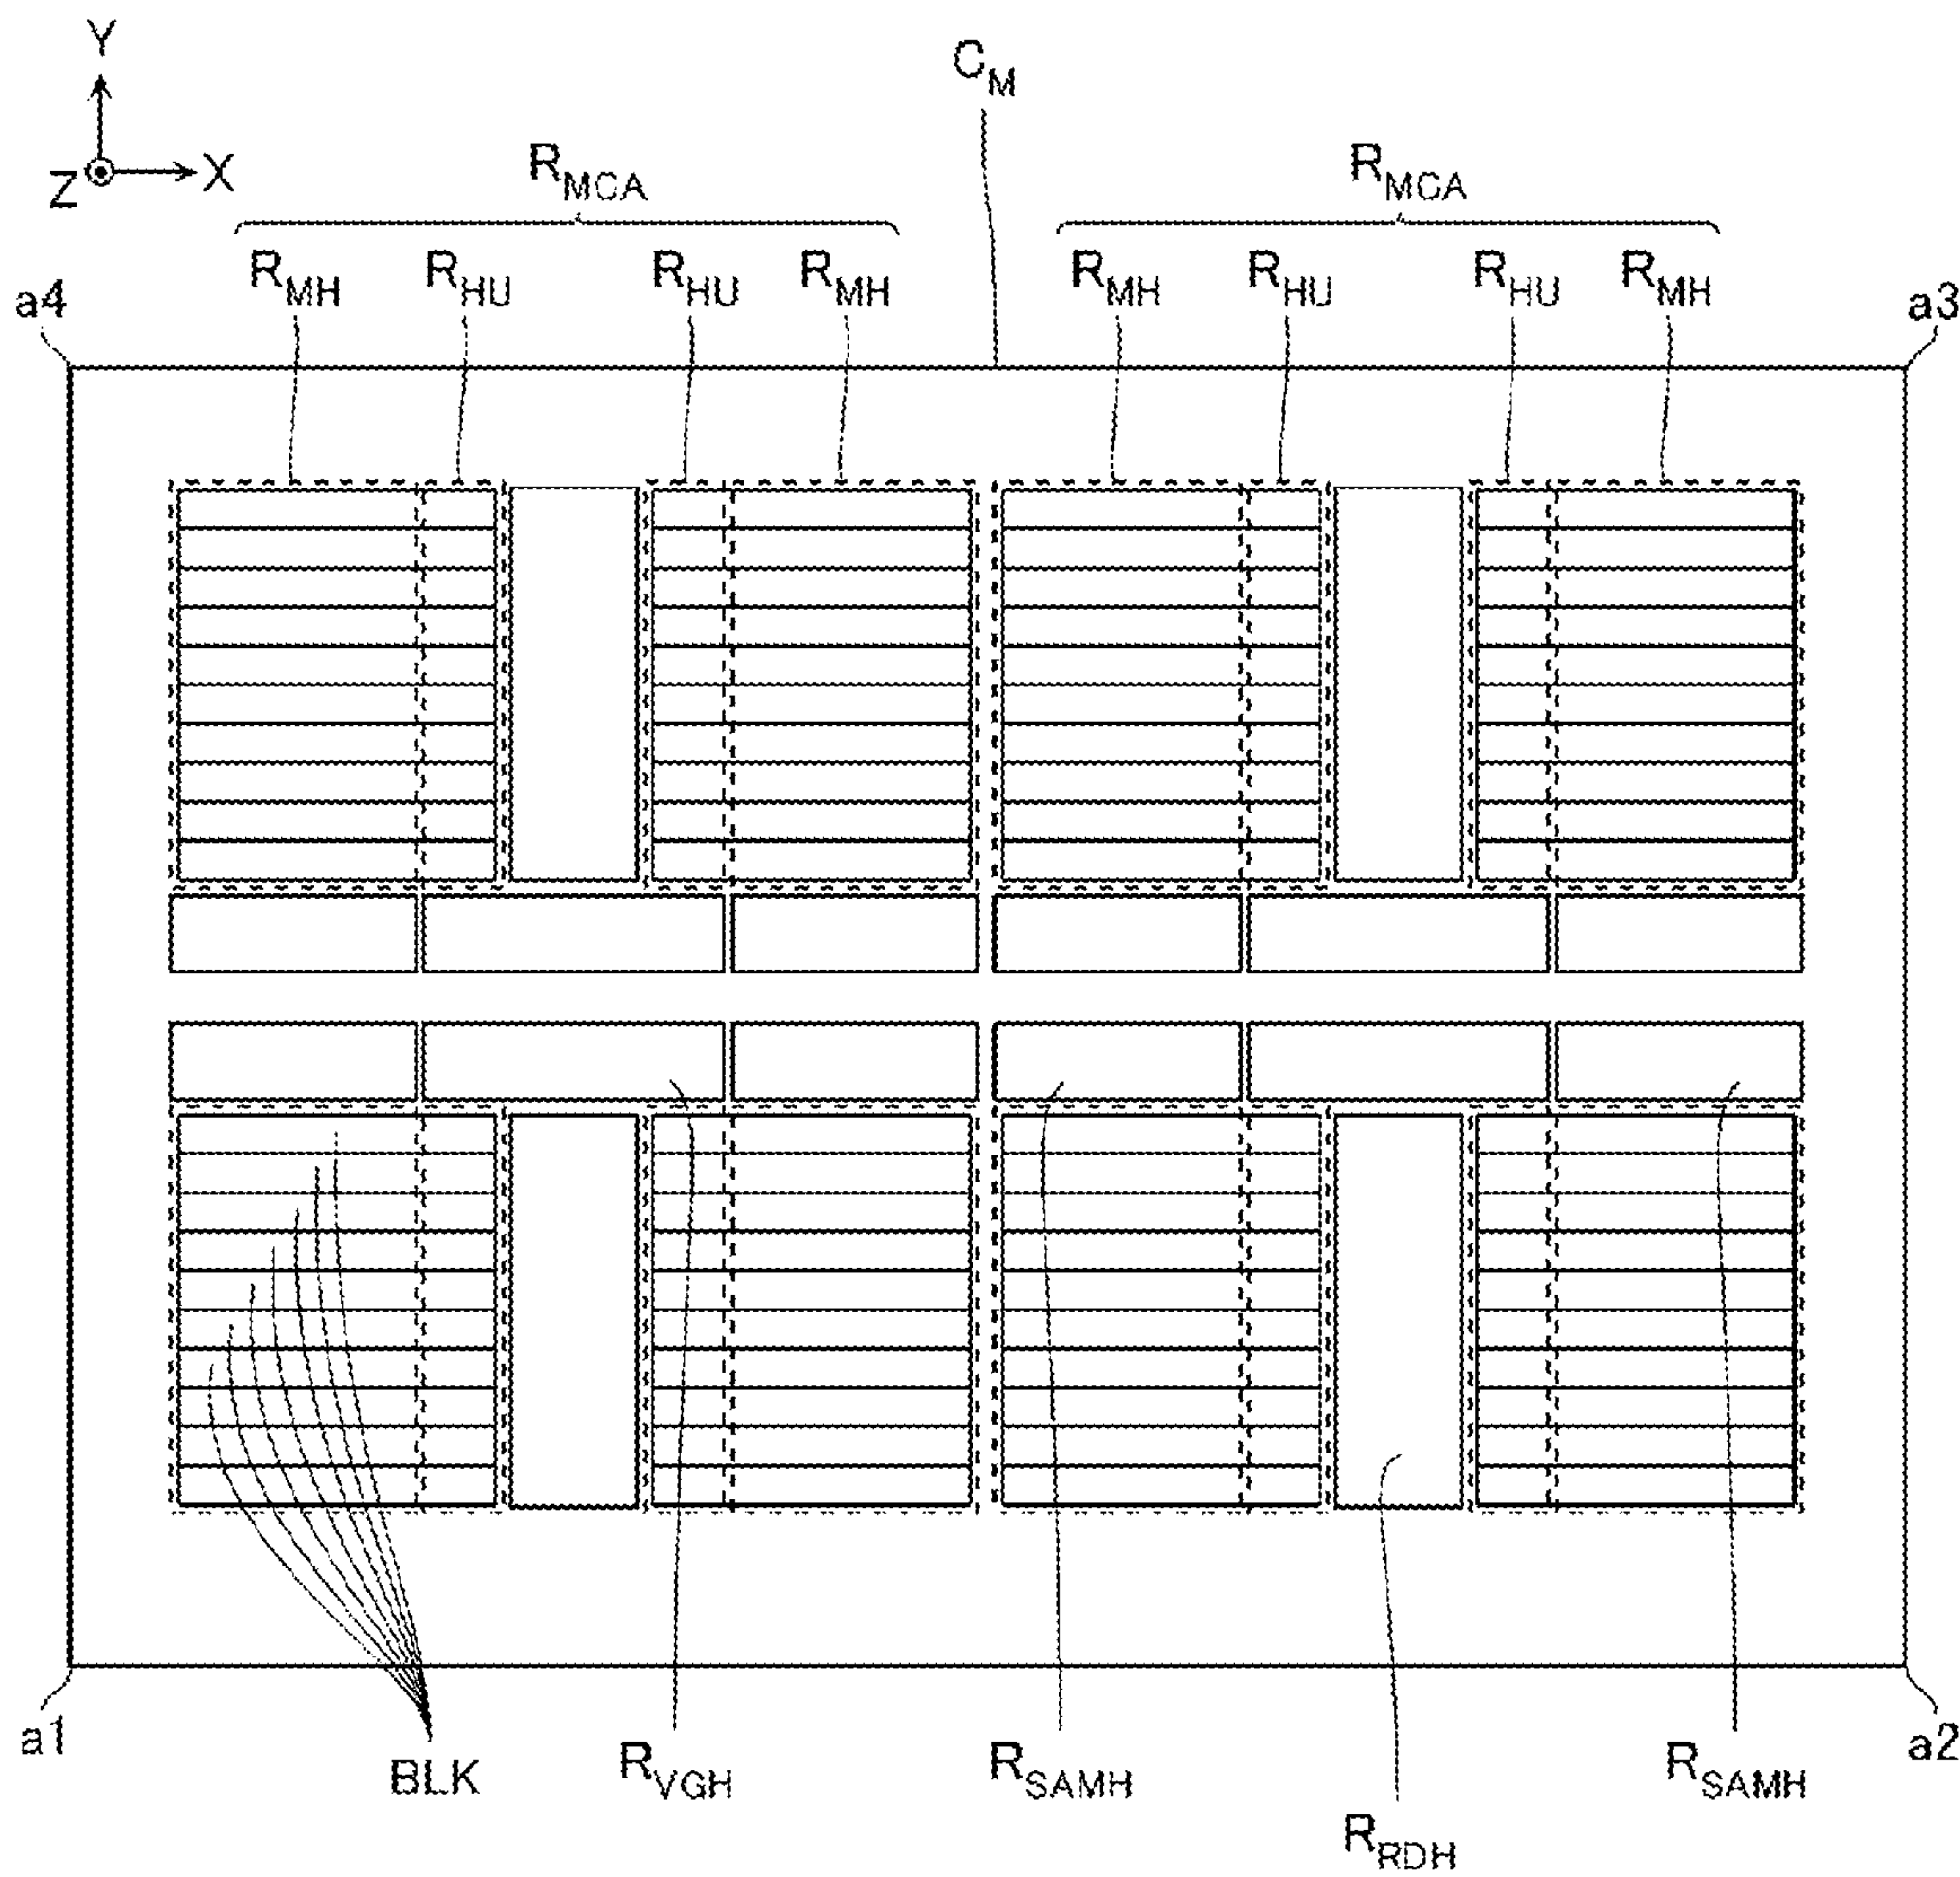 Y
C_M
Z X
R_MCA R_MCA
R_MH R_HU R_HU R_MH R_MH R_HU R_HU R_MH
a4 a3
a1 a2
BLK R_VGH R_SAMH R_SAMH
R_RDH